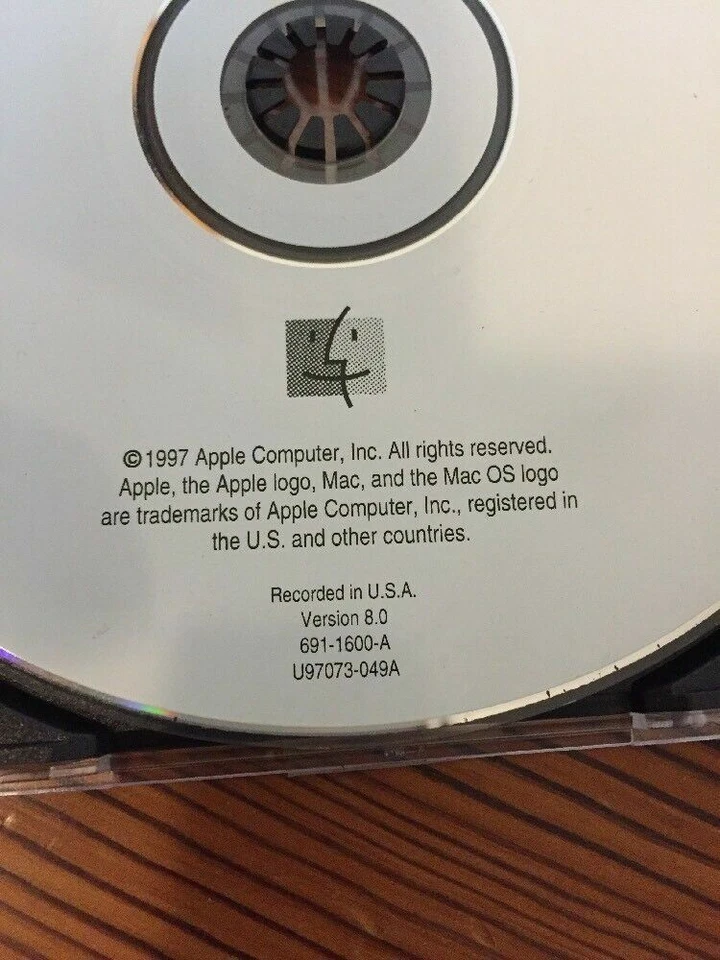 ©1997 Apple Computer, Inc. All rights reserved.
Apple, the Apple logo, Mac, and the Mac OS logo
are trademarks of Apple Computer, Inc., registered in
the U.S. and other countries.
Recorded in U.S.A.
Version 8.0
691-1600-A
U97073-049A